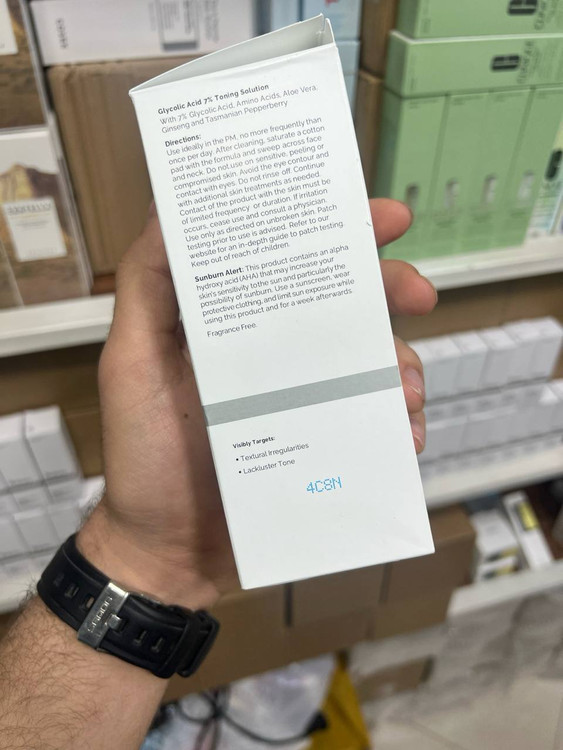 Glycolic Acid 7% Toning Solution
With 7% Glycolic Acid, Amino Acids, Aloe Vera,
Ginseng and Tasmanian Pepperberry
Directions:
Use ideally in the PM, no more frequently than
once per day. After cleaning, saturate a cotton
pad with the formula and sweep across face
and neck. Do not use on sensitive, peeling or
compromised skin. Avoid the eye contour and
contact with eyes. Do not rinse off. Continue
with additional skin treatments as needed.
Contact of the product with the skin must be
of limited frequency or duration. If irritation
occurs, cease use and consult a physician.
Use only as directed on unbroken skin. Patch
testing prior to use is advised. Refer to our
website for an in-depth guide to patch testing.
Keep out of reach of children.
Sunburn Alert: This product contains an alpha
hydroxy acid (AHA) that may increase your
skin's sensitivity to the sun and particularly the
possibility of sunburn. Use a sunscreen, wear
protective clothing, and limit sun exposure while
using this product and for a week afterwards.
Fragrance Free.
Visibly Targets:
• Textural Irregularities
• Lackluster Tone
4C8N